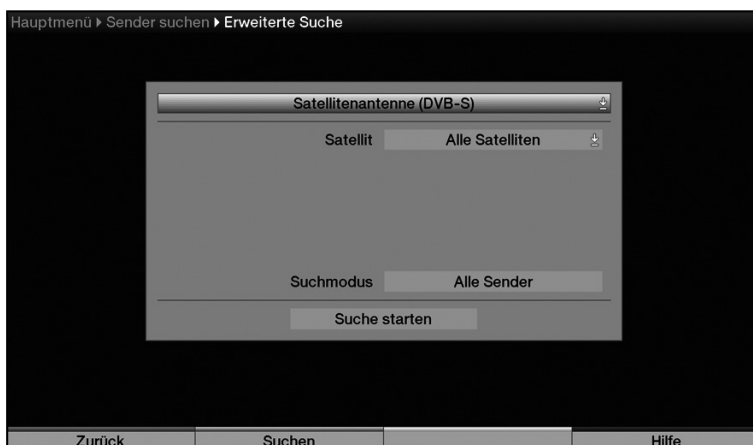 Hauptmenü ▸ Sender suchen ▸ Erweiterte Suche
Satellitenantenne (DVB-S)
Satellit Alle Satelliten
Suchmodus Alle Sender
Suche starten
Zurück Suchen Hilfe